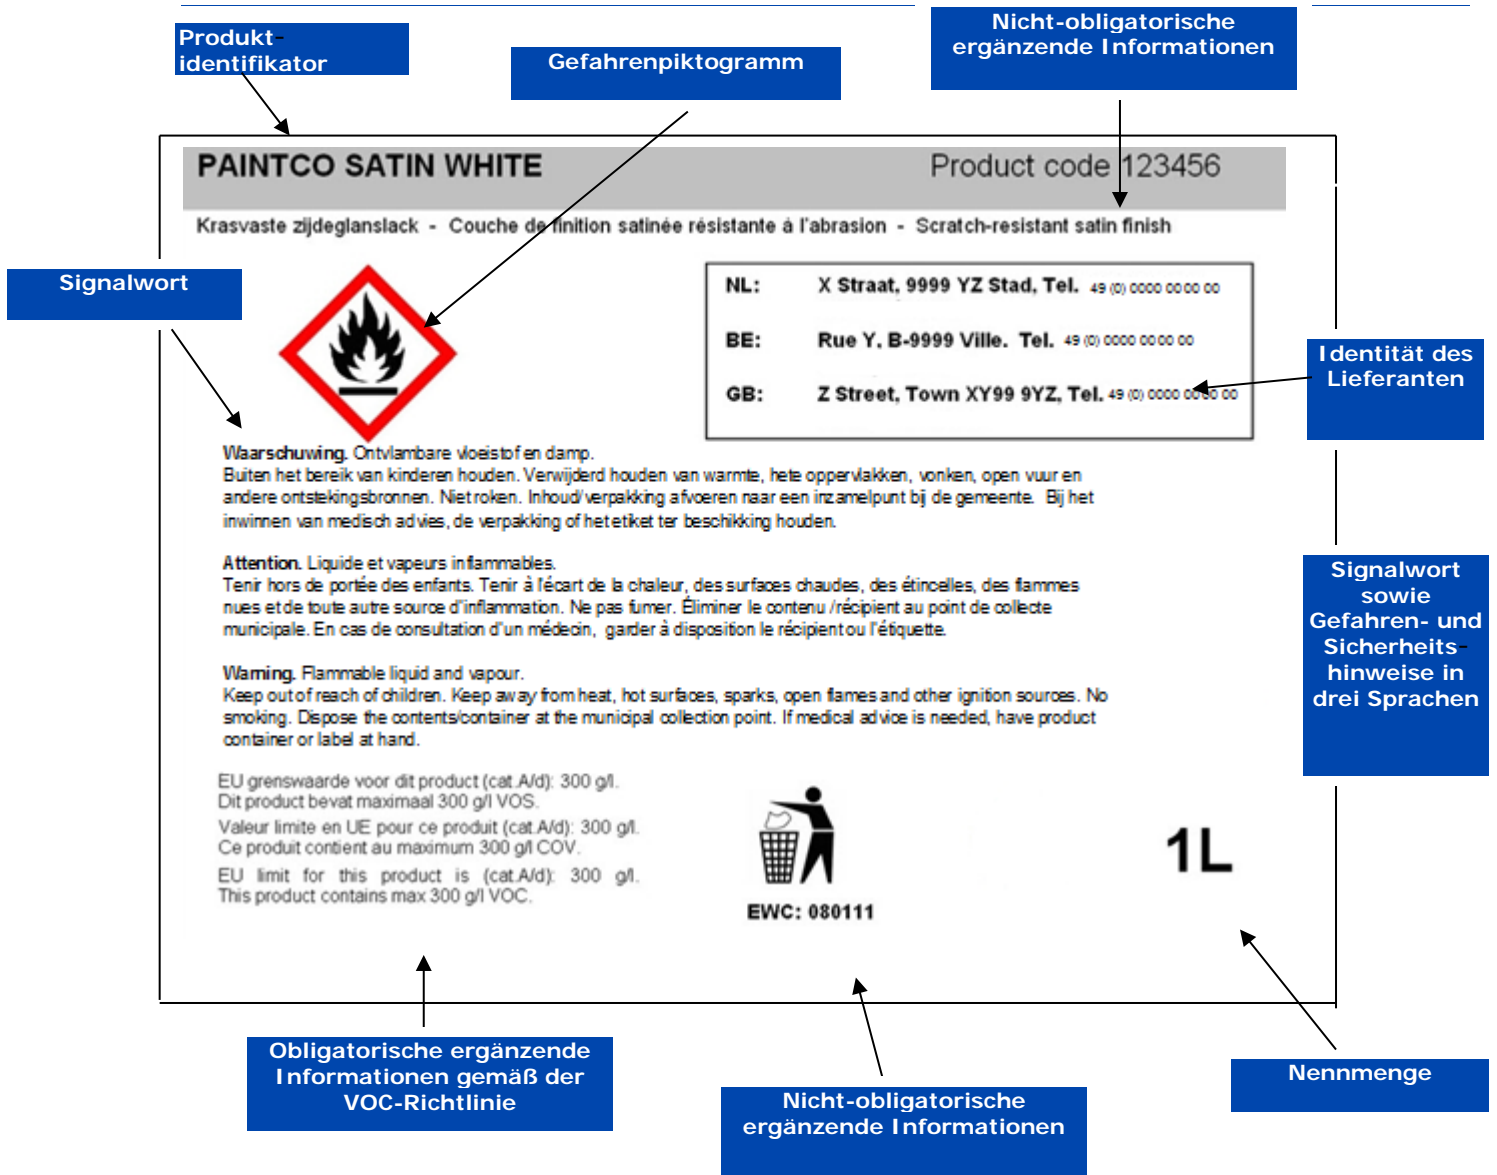 Produkt-
identifikator
Gefahrenpiktogramm
Nicht-obligatorische
ergänzende Informationen
PAINTCO SATIN WHITE
Product code 123456
Krasvaste zijdeglanslack - Couche de finition satinée résistante á l'abrasion - Scratch-resistant satin finish
Signalwort
NL: X Straat, 9999 YZ Stad, Tel. 49 (0) 0000 00 00 00
BE: Rue Y, B-9999 Ville. Tel. 49 (0) 0000 00 00 00
GB: Z Street, Town XY99 9YZ, Tel. 49 (0) 0000 00 00 00
Identität des
Lieferanten
Waarschuwing. Ontvlambare vloeistof en damp.
Buiten het bereik van kinderen houden. Verwijderd houden van warmte, hete oppervlakken, vonken, open vuur en
andere ontstekingsbronnen. Niet roken. Inhoud/verpakking afvoeren naar een inzamelpunt bij de gemeente. Bij het
inwinnen van medisch advies, de verpakking of het etiket ter beschikking houden.
Attention. Liquide et vapeurs inflammables.
Tenir hors de portée des enfants. Tenir à l'écart de la chaleur, des surfaces chaudes, des étincelles, des flammes
nues et de toute autre source d'inflammation. Ne pas fumer. Éliminer le contenu /récipient au point de collecte
municipale. En cas de consultation d'un médecin, garder à disposition le récipient ou l'étiquette.
Warning. Flammable liquid and vapour.
Keep out of reach of children. Keep away from heat, hot surfaces, sparks, open flames and other ignition sources. No
smoking. Dispose the contents/container at the municipal collection point. If medical advice is needed, have product
container or label at hand.
Signalwort
sowie
Gefahren- und
Sicherheits-
hinweise in
drei Sprachen
EU grenswaarde voor dit product (cat.A/d): 300 g/l.
Dit product bevat maximaal 300 g/l VOS.
Valeur limite en UE pour ce produit (cat.A/d): 300 g/l.
Ce produit contient au maximum 300 g/l COV.
EU limit for this product is (cat.A/d): 300 g/l.
This product contains max 300 g/l VOC.
EWC: 080111
1L
Obligatorische ergänzende
Informationen gemäß der
VOC-Richtlinie
Nicht-obligatorische
ergänzende Informationen
Nennmenge